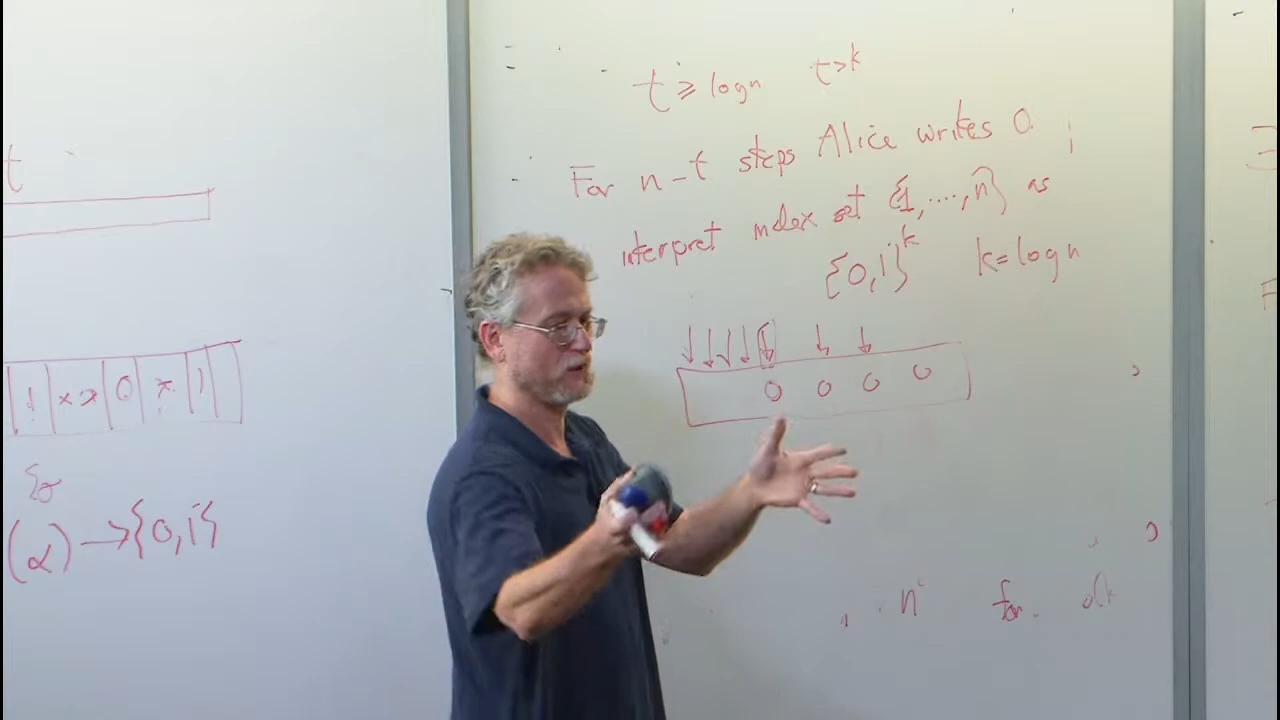 t
! x x 0 x 1
(α) → {0,1}
t ≥ log n t > k
For n-t steps Alice writes 0
interpret index set {1,....,n} as
{0,1}^k k = log n
↓ ↓ ↓ ↓ ↓ ↓ ↓
0 0 0 0
n for